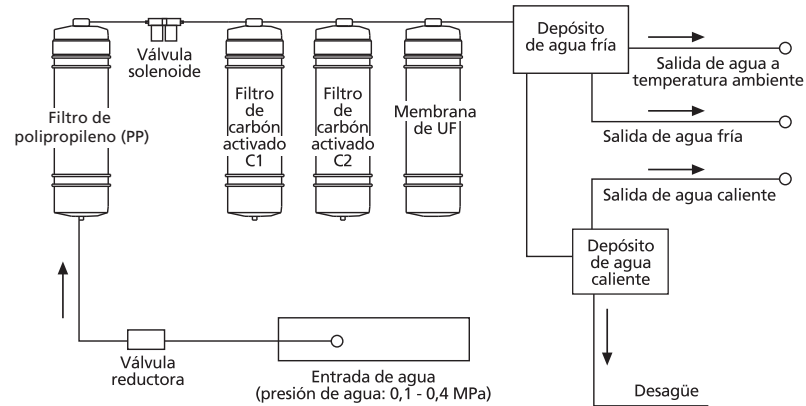 Depósito
de agua fría
Válvula
solenoide
Salida de agua a
temperatura ambiente
Filtro de
polipropileno (PP)
Filtro
de
carbón
activado
C1
Filtro
de
carbón
activado
C2
Membrana
de UF
Salida de agua fría
Salida de agua caliente
Depósito
de agua
caliente
Válvula
reductora
Entrada de agua
(presión de agua: 0,1 - 0,4 MPa)
Desagüe